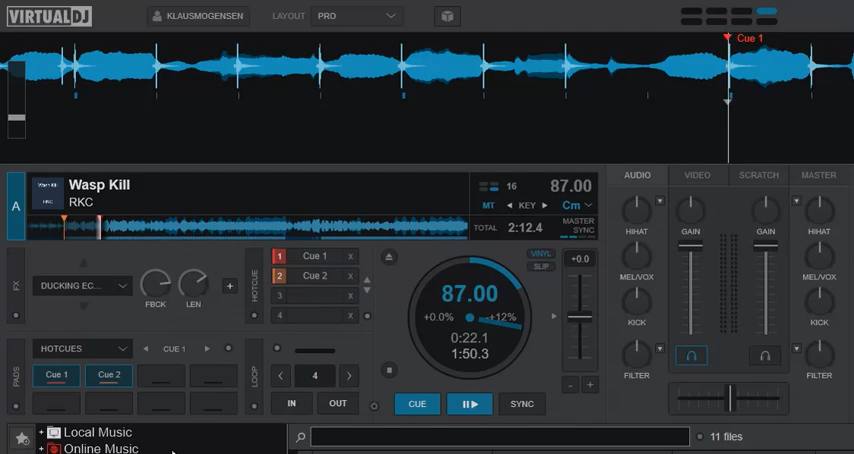 VIRTUALDJ
KLAUSMOGENSEN
LAYOUT
PRO
Cue 1
A
Wasp Kill
RKC
16
87.00
MT
KEY
Cm
TOTAL
2:12.4
MASTER
SYNC
AUDIO
VIDEO
SCRATCH
MASTER
HIHAT
GAIN
GAIN
HIHAT
MEL/VOX
MEL/VOX
KICK
KICK
FILTER
FILTER
FX
DUCKING EC...
FBCK
LEN
+
HOTCUE
1 Cue 1 X
2 Cue 2 X
3 X
4 X
VINYL
SLIP
+0.0
87.00
+0.0%
+12%
0:22.1
1:50.3
PADS
HOTCUES
CUE 1
Cue 1
Cue 2
LOOP
4
IN
OUT
CUE
SYNC
- +
+ Local Music
+ Online Music
11 files